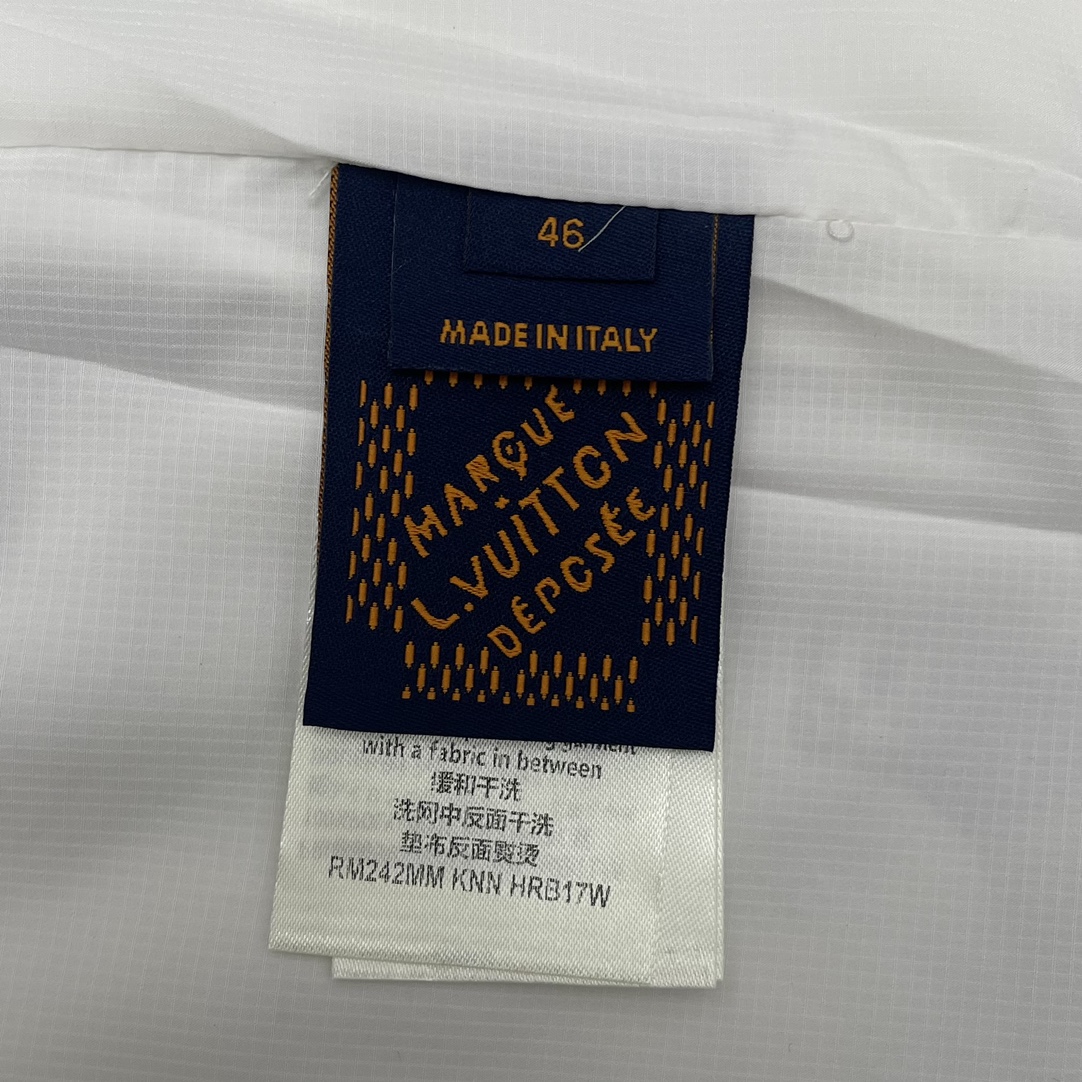 46
MADE IN ITALY
MARQUE
L.VUITTON
DÉPOSÉE
garment
with a fabric in between
缓和干洗
洗网中反面干洗
垫布反面熨烫
RM242MM KNN HRB17W